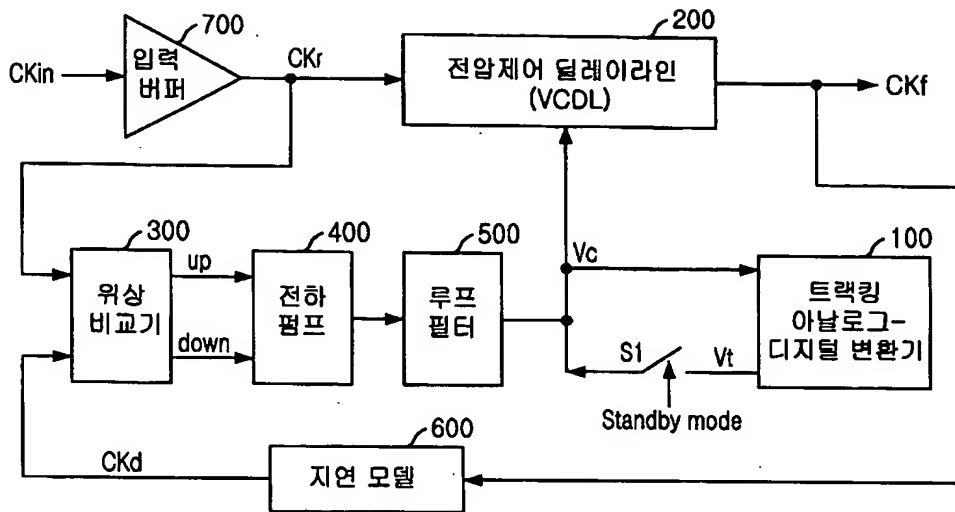 700
입력
버퍼
CKin
CKr
200
전압제어 딜레이라인
(VCDL)
CKf
300
위상
비교기
up
down
400
전하
펌프
500
루프
필터
Vc
100
트랙킹
아날로그-
디지털 변환기
S1
Vt
Standby mode
600
지연 모델
CKd